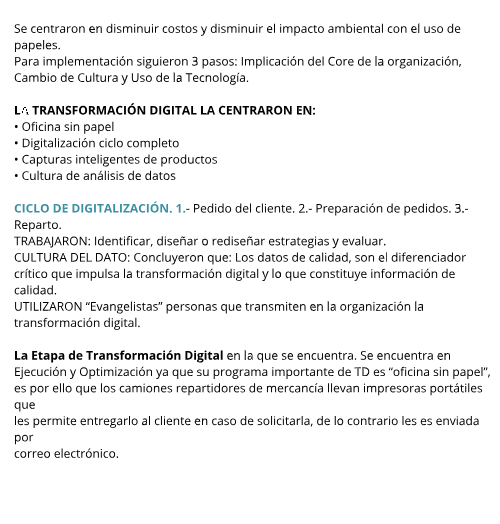 Se centraron en disminuir costos y disminuir el impacto ambiental con el uso de
papeles.
Para implementación siguieron 3 pasos: Implicación del Core de la organización,
Cambio de Cultura y Uso de la Tecnología.
LA TRANSFORMACIÓN DIGITAL LA CENTRARON EN:
• Oficina sin papel
• Digitalización ciclo completo
• Capturas inteligentes de productos
• Cultura de análisis de datos
CICLO DE DIGITALIZACIÓN. 1.- Pedido del cliente. 2.- Preparación de pedidos. 3.-
Reparto.
TRABAJARON: Identificar, diseñar o rediseñar estrategias y evaluar.
CULTURA DEL DATO: Concluyeron que: Los datos de calidad, son el diferenciador
crítico que impulsa la transformación digital y lo que constituye información de
calidad.
UTILIZARON “Evangelistas” personas que transmiten en la organización la
transformación digital.
La Etapa de Transformación Digital en la que se encuentra. Se encuentra en
Ejecución y Optimización ya que su programa importante de TD es “oficina sin papel”,
es por ello que los camiones repartidores de mercancía llevan impresoras portátiles
que
les permite entregarlo al cliente en caso de solicitarla, de lo contrario les es enviada
por
correo electrónico.